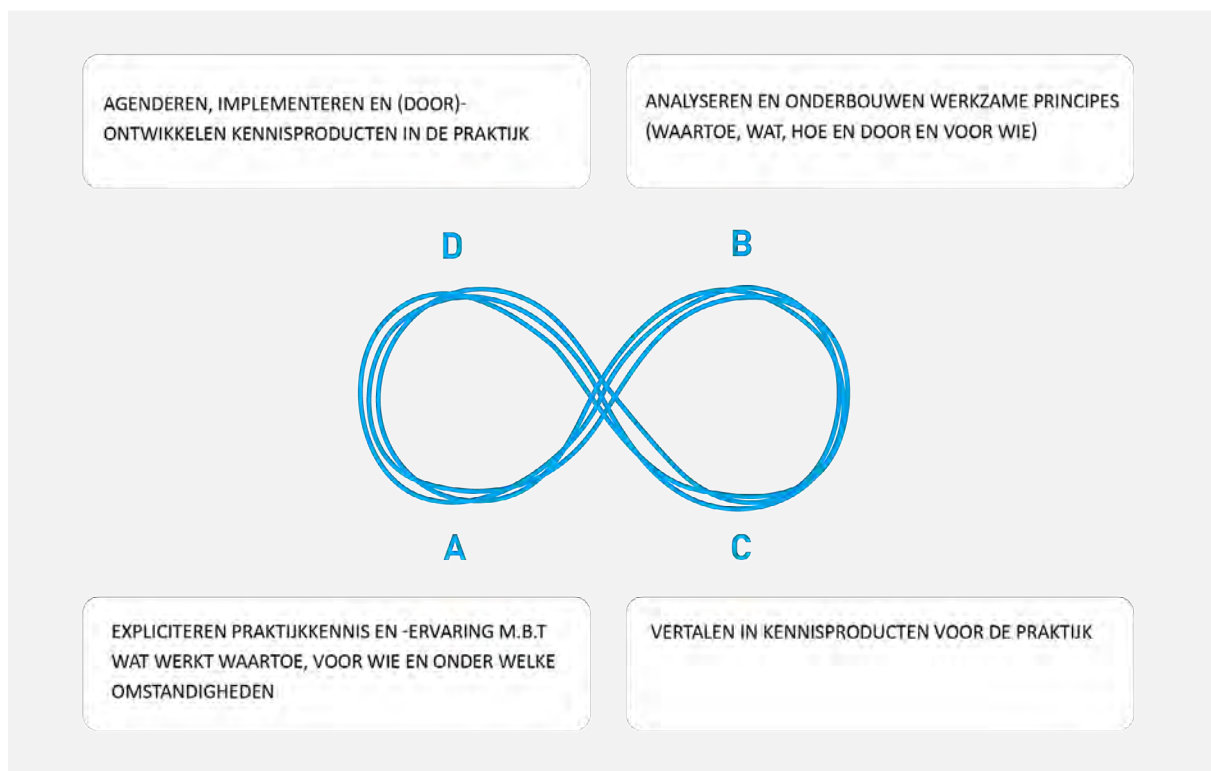 AGENDEREN, IMPLEMENTEREN EN (DOOR)-
ONTWIKKELEN KENNISPRODUCTEN IN DE PRAKTIJK
ANALYSEREN EN ONDERBOUWEN WERKZAME PRINCIPES
(WAARTOE, WAT, HOE EN DOOR EN VOOR WIE)
D
B
A
C
EXPLICITEREN PRAKTIJKKENNIS EN -ERVARING M.B.T
WAT WERKT WAARTOE, VOOR WIE EN ONDER WELKE
OMSTANDIGHEDEN
VERTALEN IN KENNISPRODUCTEN VOOR DE PRAKTIJK